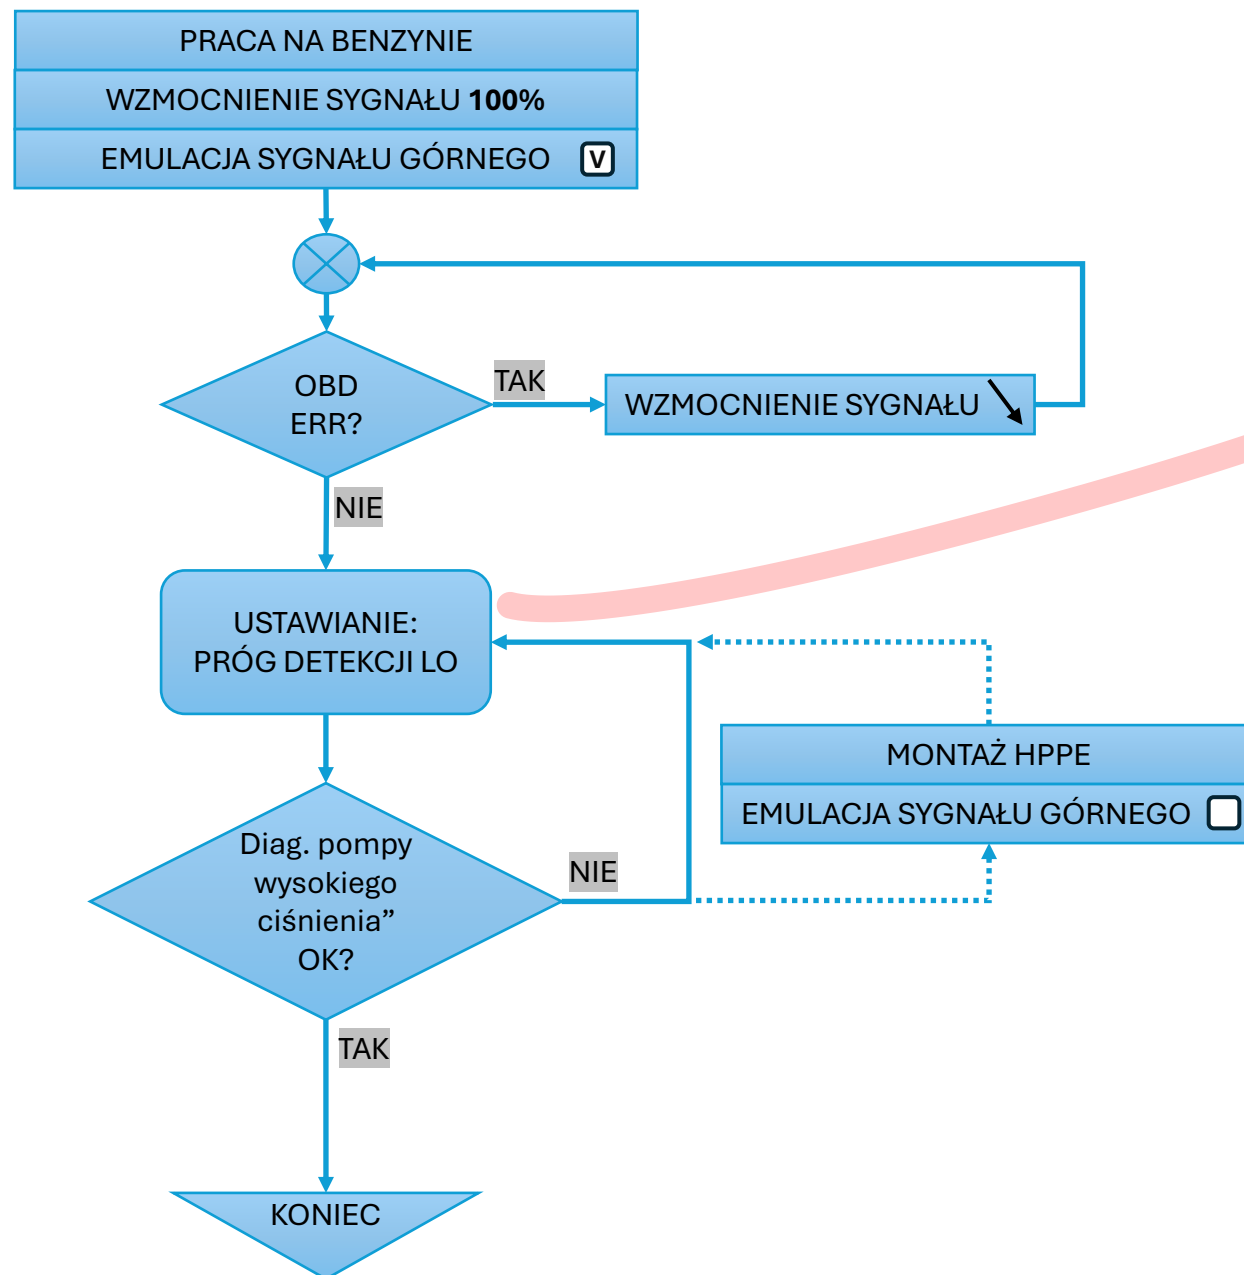 PRACA NA BENZYNIE
WZMOCNIENIE SYGNAŁU 100%
EMULACJA SYGNAŁU GÓRNEGO V
OBD
ERR?
TAK
WZMOCNIENIE SYGNAŁU
NIE
USTAWIANIE:
PRÓG DETEKCJI LO
MONTAŻ HPPE
EMULACJA SYGNAŁU GÓRNEGO
Diag. pompy
wysokiego
ciśnienia”
OK?
NIE
TAK
KONIEC